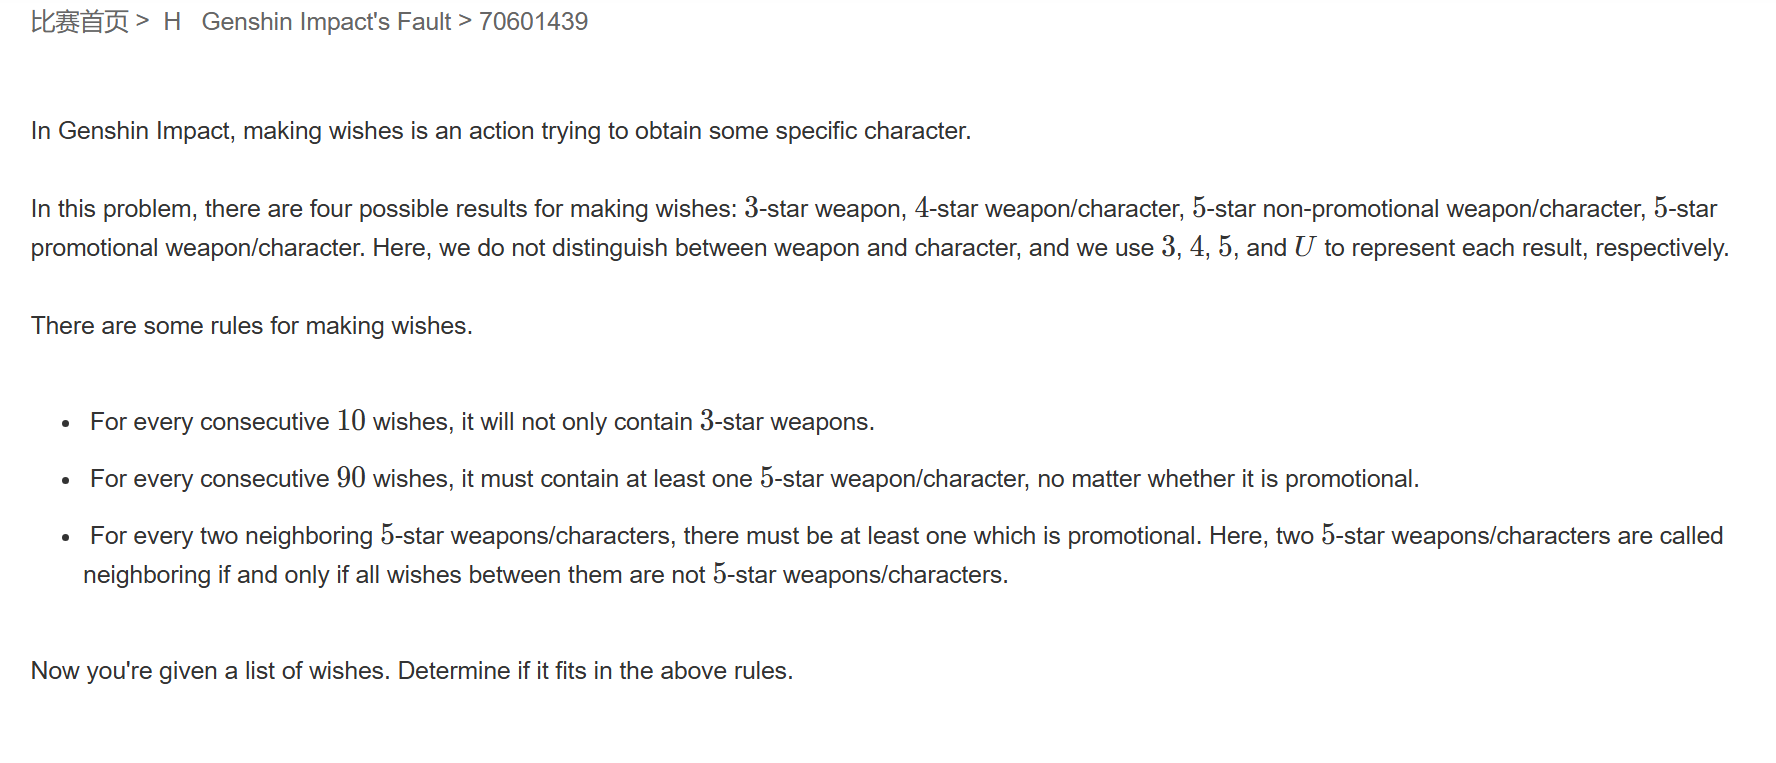 比赛首页 > H Genshin Impact's Fault > 70601439
In Genshin Impact, making wishes is an action trying to obtain some specific character.
In this problem, there are four possible results for making wishes: 3-star weapon, 4-star weapon/character, 5-star non-promotional weapon/character, 5-star
promotional weapon/character. Here, we do not distinguish between weapon and character, and we use 3, 4, 5, and U to represent each result, respectively.
There are some rules for making wishes.
• For every consecutive 10 wishes, it will not only contain 3-star weapons.
• For every consecutive 90 wishes, it must contain at least one 5-star weapon/character, no matter whether it is promotional.
• For every two neighboring 5-star weapons/characters, there must be at least one which is promotional. Here, two 5-star weapons/characters are called
neighboring if and only if all wishes between them are not 5-star weapons/characters.
Now you're given a list of wishes. Determine if it fits in the above rules.